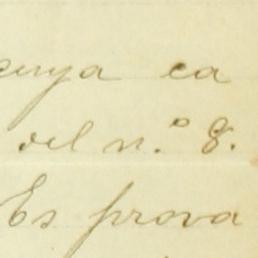 cuya ca
del n.º 8.
Es prova